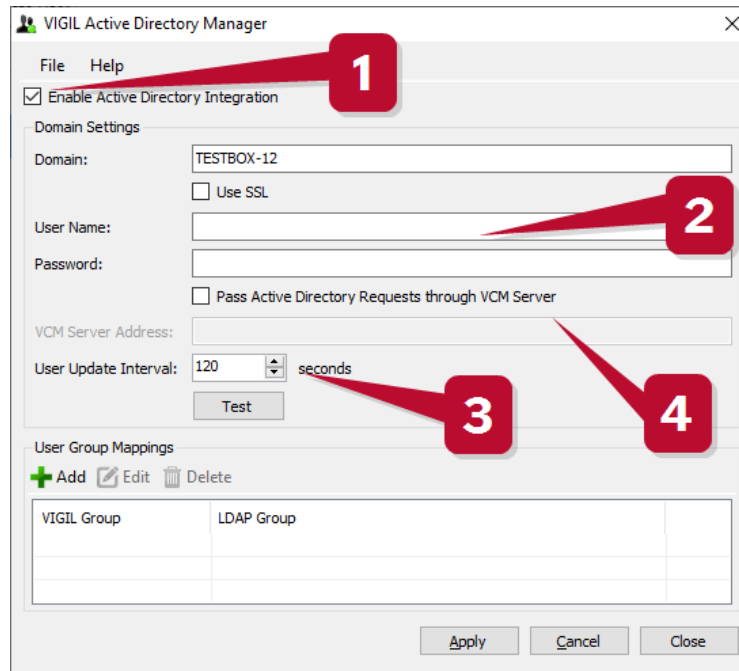 VIGIL Active Directory Manager
File Help
1
Enable Active Directory Integration
Domain Settings
Domain: TESTBOX-12
Use SSL
2
User Name:
Password:
Pass Active Directory Requests through VCM Server
VCM Server Address:
User Update Interval: 120 seconds
3
4
Test
User Group Mappings
Add Edit Delete
VIGIL Group LDAP Group
Apply Cancel Close